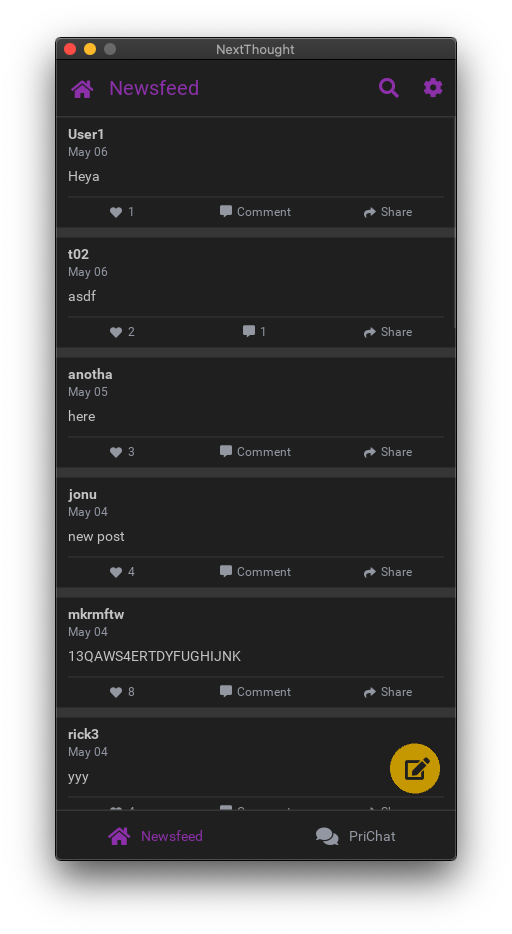 NextThought
Newsfeed
User1
May 06
Heya
1 Comment Share
t02
May 06
asdf
2 1 Share
anotha
May 05
here
3 Comment Share
jonu
May 04
new post
4 Comment Share
mkrmftw
May 04
13QAWS4ERTDYFUGHIJNK
8 Comment Share
rick3
May 04
yyy
Newsfeed PriChat